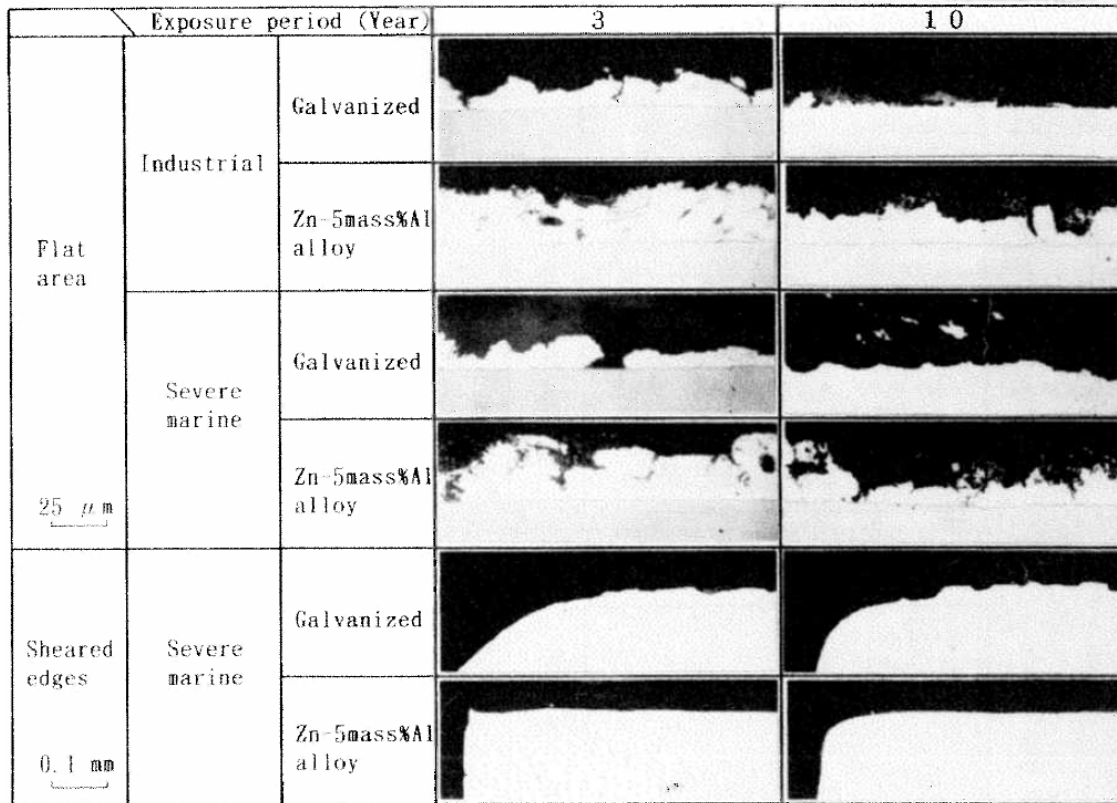 Exposure period (Year)
3
10
Flat
area
25 μm
Industrial
Galvanized
Zn-5mass%Al
alloy
Severe
marine
Galvanized
Zn-5mass%Al
alloy
Sheared
edges
0.1 mm
Severe
marine
Galvanized
Zn-5mass%Al
alloy